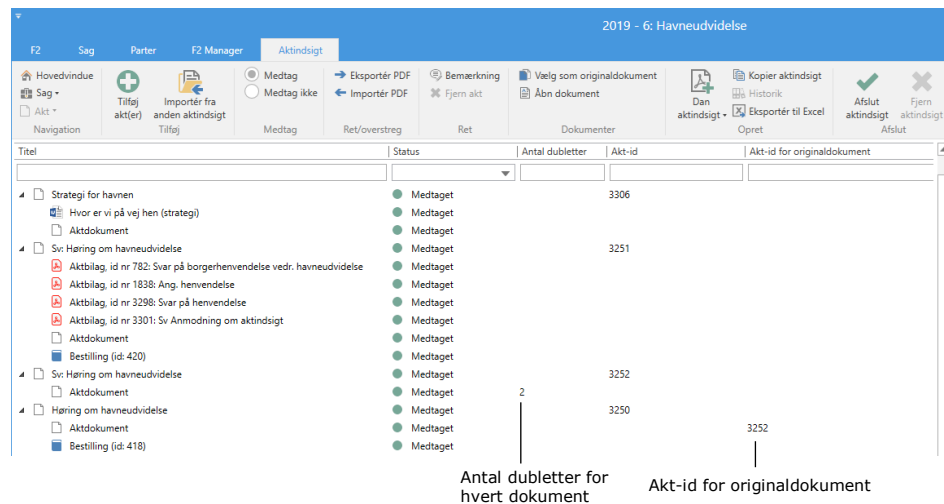 2019 - 6: Havneudvidelse
F2 Sag Parter F2 Manager Aktindsigt
Hovedvindue
Sag
Akt
Navigation
Tilføj akt(er)
Importér fra anden aktindsigt
Tilføj
Medtag
Medtag ikke
Medtag
Eksportér PDF
Importér PDF
Ret/overstreg
Bemærkning
Fjern akt
Ret
Vælg som originaldokument
Åbn dokument
Dokumenter
Dan aktindsigt
Kopier aktindsigt
Historik
Eksportér til Excel
Opret
Afslut aktindsigt
Fjern aktindsigt
Afslut
Titel Status Antal dubletter Akt-id Akt-id for originaldokument
Strategi for havnen Medtaget 3306
Hvor er vi på vej hen (strategi) Medtaget
Aktdokument Medtaget
Sv: Høring om havneudvidelse Medtaget 3251
Aktbilag, id nr 782: Svar på borgerhenvendelse vedr. havneudvidelse Medtaget
Aktbilag, id nr 1838: Ang. henvendelse Medtaget
Aktbilag, id nr 3298: Svar på henvendelse Medtaget
Aktbilag, id nr 3301: Sv Anmodning om aktindsigt Medtaget
Aktdokument Medtaget
Bestilling (id: 420) Medtaget
Sv: Høring om havneudvidelse Medtaget 3252
Aktdokument Medtaget 2
Høring om havneudvidelse Medtaget 3250
Aktdokument Medtaget 3252
Bestilling (id: 418) Medtaget
Antal dubletter for
hvert dokument
Akt-id for originaldokument